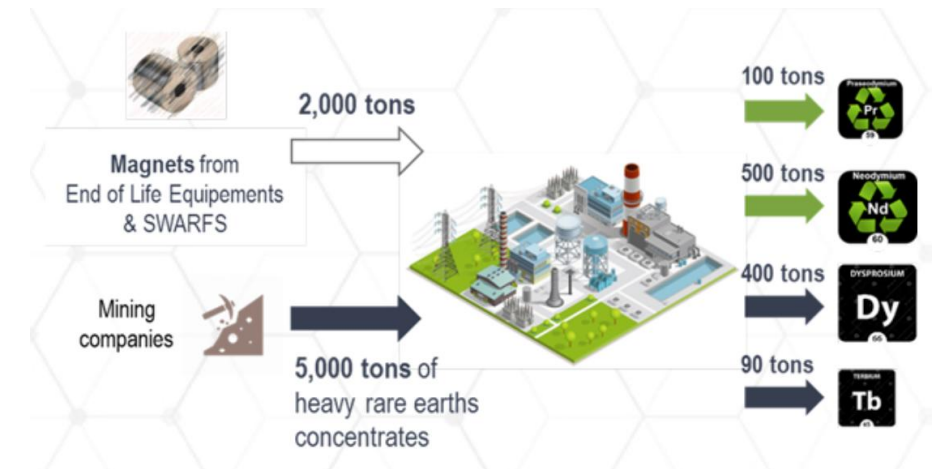 2,000 tons
Magnets from
End of Life Equipements
& SWARFS
Mining
companies
5,000 tons of
heavy rare earths
concentrates
100 tons
Praseodymium
Pr
59
500 tons
Neodymium
Nd
60
400 tons
DYSPROSIUM
Dy
66
90 tons
TERBIUM
Tb